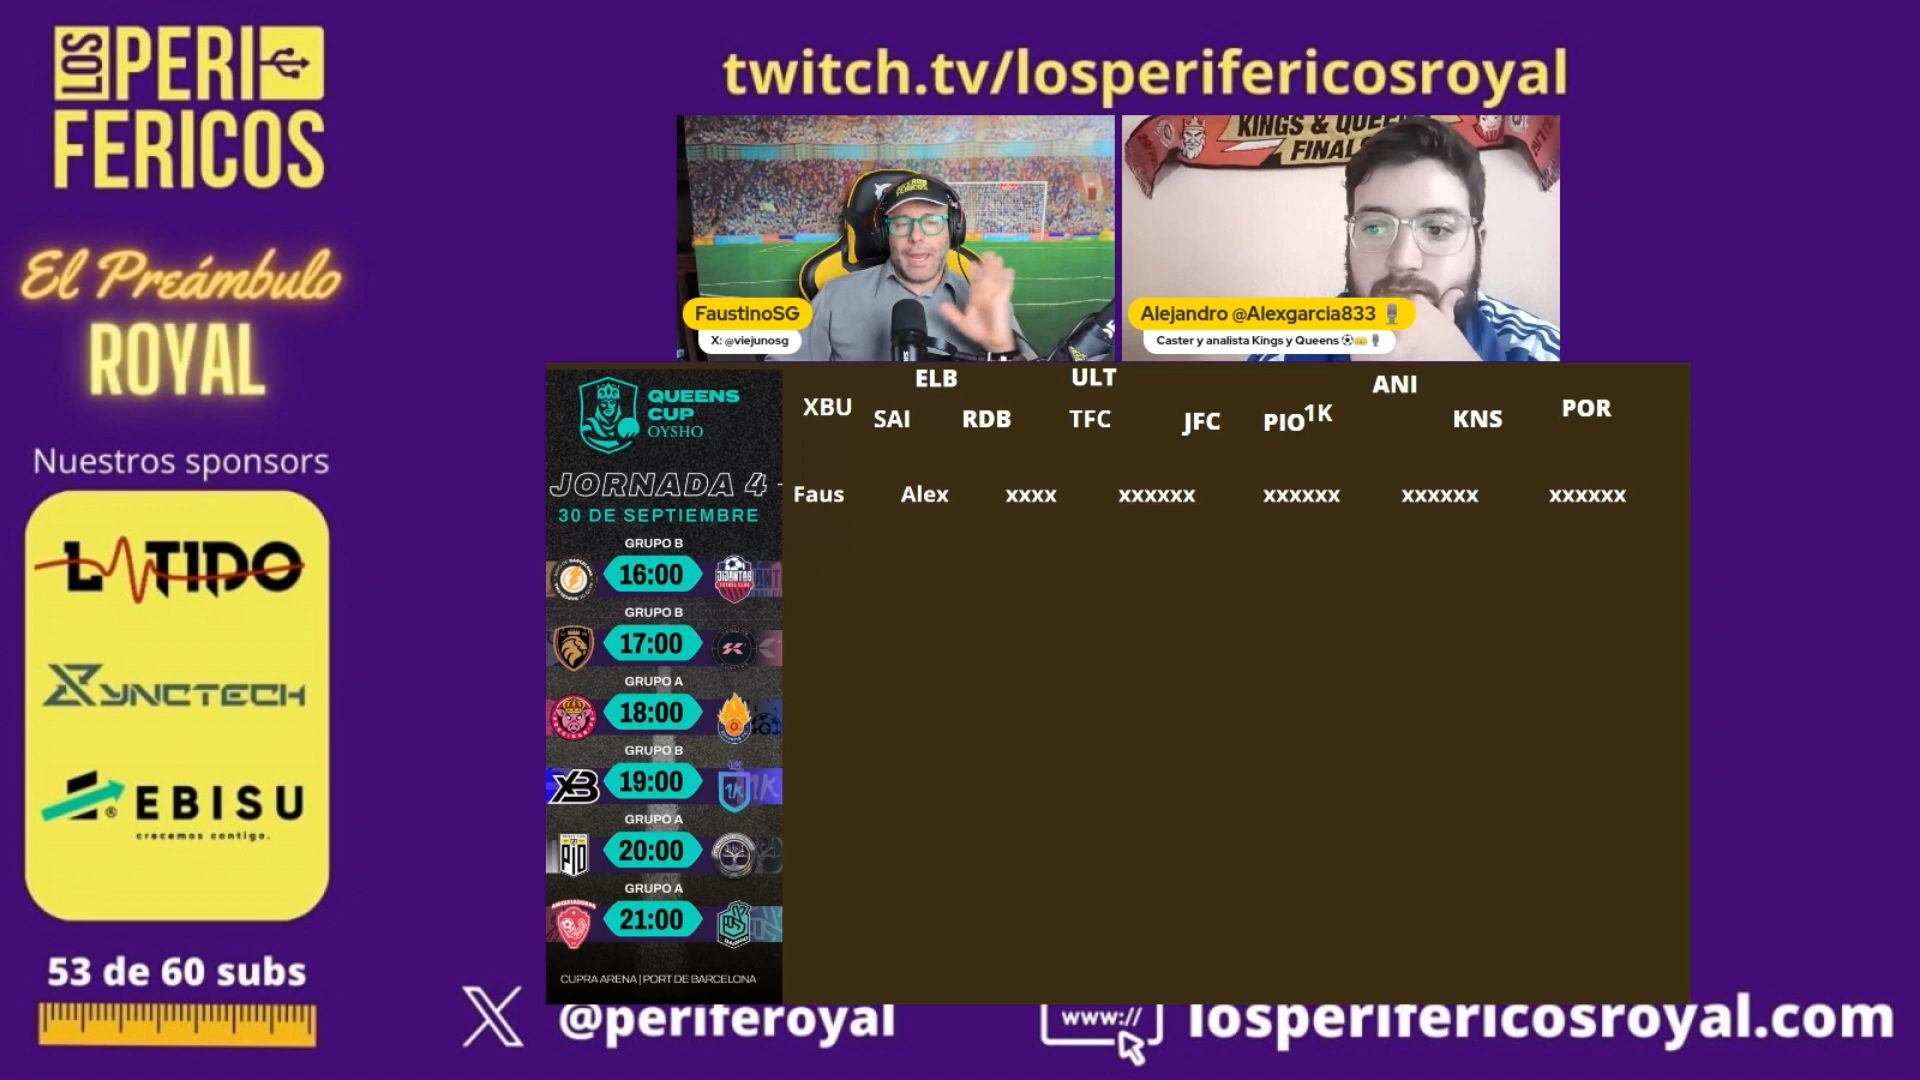 LOS PERI
FERICOS
El Preámbulo
ROYAL
Nuestros sponsors
LATIDO
XYNCTECH
EBISU
crecemos contigo.
53 de 60 subs
twitch.tv/losperifericosroyal
KINGS & QUEENS
FINALS
FaustinoSG
X: @viejunosg
Alejandro @Alexgarcia833
Caster y analista Kings y Queens
QUEENS
CUP
OYSHO
JORNADA 4
30 DE SEPTIEMBRE
GRUPO B
16:00
GRUPO B
17:00
GRUPO A
18:00
GRUPO B
19:00
XB
1K
GRUPO A
20:00
PIO
GRUPO A
21:00
CUPRA ARENA | PORT DE BARCELONA
ELB ULT ANI
XBU SAI RDB TFC JFC PIO 1K KNS POR
Faus Alex xxxx xxxxxx xxxxxx xxxxxx xxxxxx
@periferoyal
www://
losperifericosroyal.com